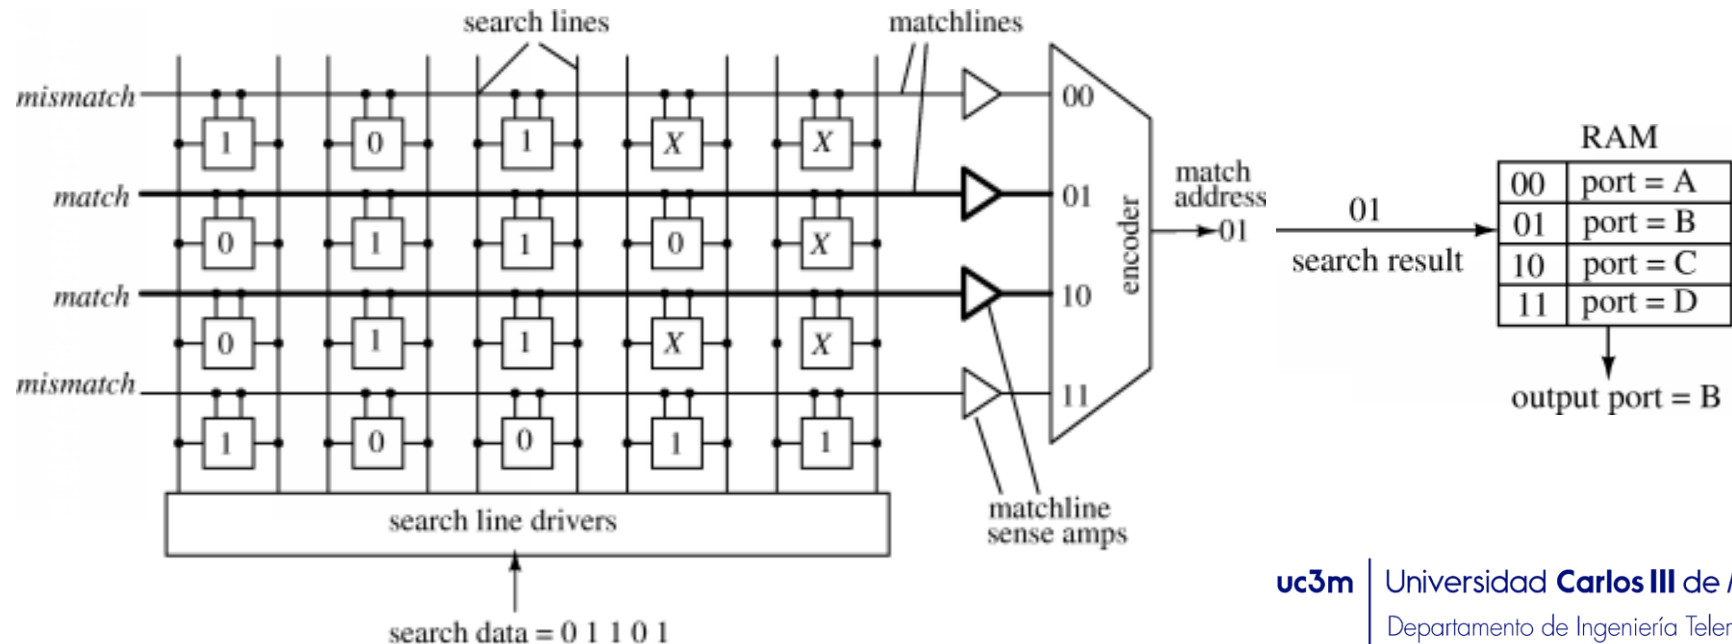 search lines
matchlines
mismatch
1 0 1 X X
00
match
0 1 1 0 X
01
match
0 1 1 X X
10
mismatch
1 0 0 1 1
11
search line drivers
search data = 0 1 1 0 1
matchline
sense amps
encoder
match
address
01
01
search result
RAM
00 port = A
01 port = B
10 port = C
11 port = D
output port = B
uc3m Universidad Carlos III de
Departamento de Ingeniería